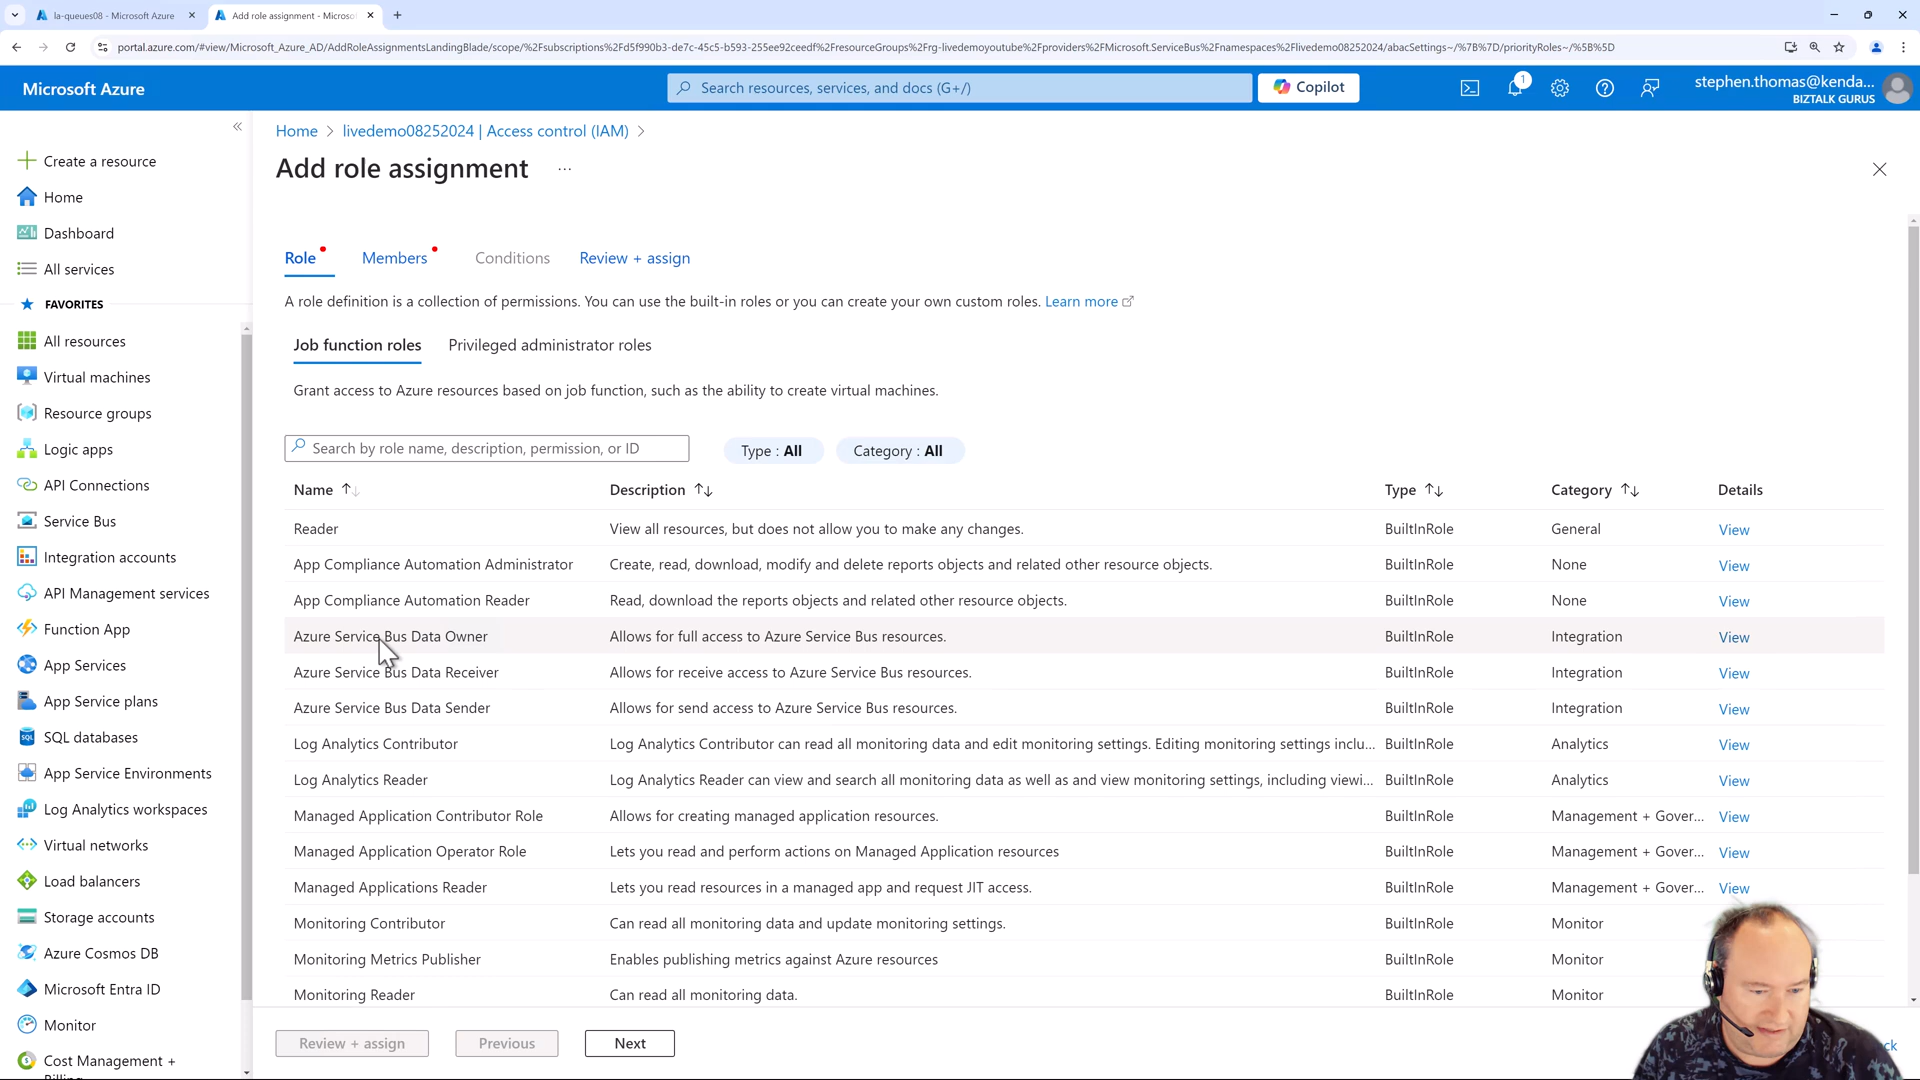 la-queues08 - Microsoft Azure
Add role assignment - Microsoft
portal.azure.com/#view/Microsoft_Azure_AD/AddRoleAssignmentsLandingBlade/scope/%2Fsubscriptions%2Fd5f990b3-de7c-45c5-b593-255ee92ceedf%2FresourceGroups%2Frg-livedemoyoutube%2Fproviders%2FMicrosoft.ServiceBus%2Fnamespaces%2Flivedemo08252024/abacSettings~/%7B%7D/priorityRoles~/%5B%5D
Microsoft Azure
Search resources, services, and docs (G+/)
Copilot
1
stephen.thomas@kenda...
BIZTALK GURUS
Create a resource
Home
Dashboard
All services
FAVORITES
All resources
Virtual machines
Resource groups
Logic apps
API Connections
Service Bus
Integration accounts
API Management services
Function App
App Services
App Service plans
SQL databases
App Service Environments
Log Analytics workspaces
Virtual networks
Load balancers
Storage accounts
Azure Cosmos DB
Microsoft Entra ID
Monitor
Cost Management +
Billing
Home > livedemo08252024 | Access control (IAM) >
Add role assignment ...
Role Members Conditions Review + assign
A role definition is a collection of permissions. You can use the built-in roles or you can create your own custom roles. Learn more
Job function roles Privileged administrator roles
Grant access to Azure resources based on job function, such as the ability to create virtual machines.
Search by role name, description, permission, or ID Type : All Category : All
Name Description Type Category Details
Reader View all resources, but does not allow you to make any changes. BuiltInRole General View
App Compliance Automation Administrator Create, read, download, modify and delete reports objects and related other resource objects. BuiltInRole None View
App Compliance Automation Reader Read, download the reports objects and related other resource objects. BuiltInRole None View
Azure Service Bus Data Owner Allows for full access to Azure Service Bus resources. BuiltInRole Integration View
Azure Service Bus Data Receiver Allows for receive access to Azure Service Bus resources. BuiltInRole Integration View
Azure Service Bus Data Sender Allows for send access to Azure Service Bus resources. BuiltInRole Integration View
Log Analytics Contributor Log Analytics Contributor can read all monitoring data and edit monitoring settings. Editing monitoring settings inclu... BuiltInRole Analytics View
Log Analytics Reader Log Analytics Reader can view and search all monitoring data as well as and view monitoring settings, including viewi... BuiltInRole Analytics View
Managed Application Contributor Role Allows for creating managed application resources. BuiltInRole Management + Gover... View
Managed Application Operator Role Lets you read and perform actions on Managed Application resources BuiltInRole Management + Gover... View
Managed Applications Reader Lets you read resources in a managed app and request JIT access. BuiltInRole Management + Gover... View
Monitoring Contributor Can read all monitoring data and update monitoring settings. BuiltInRole Monitor
Monitoring Metrics Publisher Enables publishing metrics against Azure resources BuiltInRole Monitor
Monitoring Reader Can read all monitoring data. BuiltInRole Monitor
Review + assign Previous Next